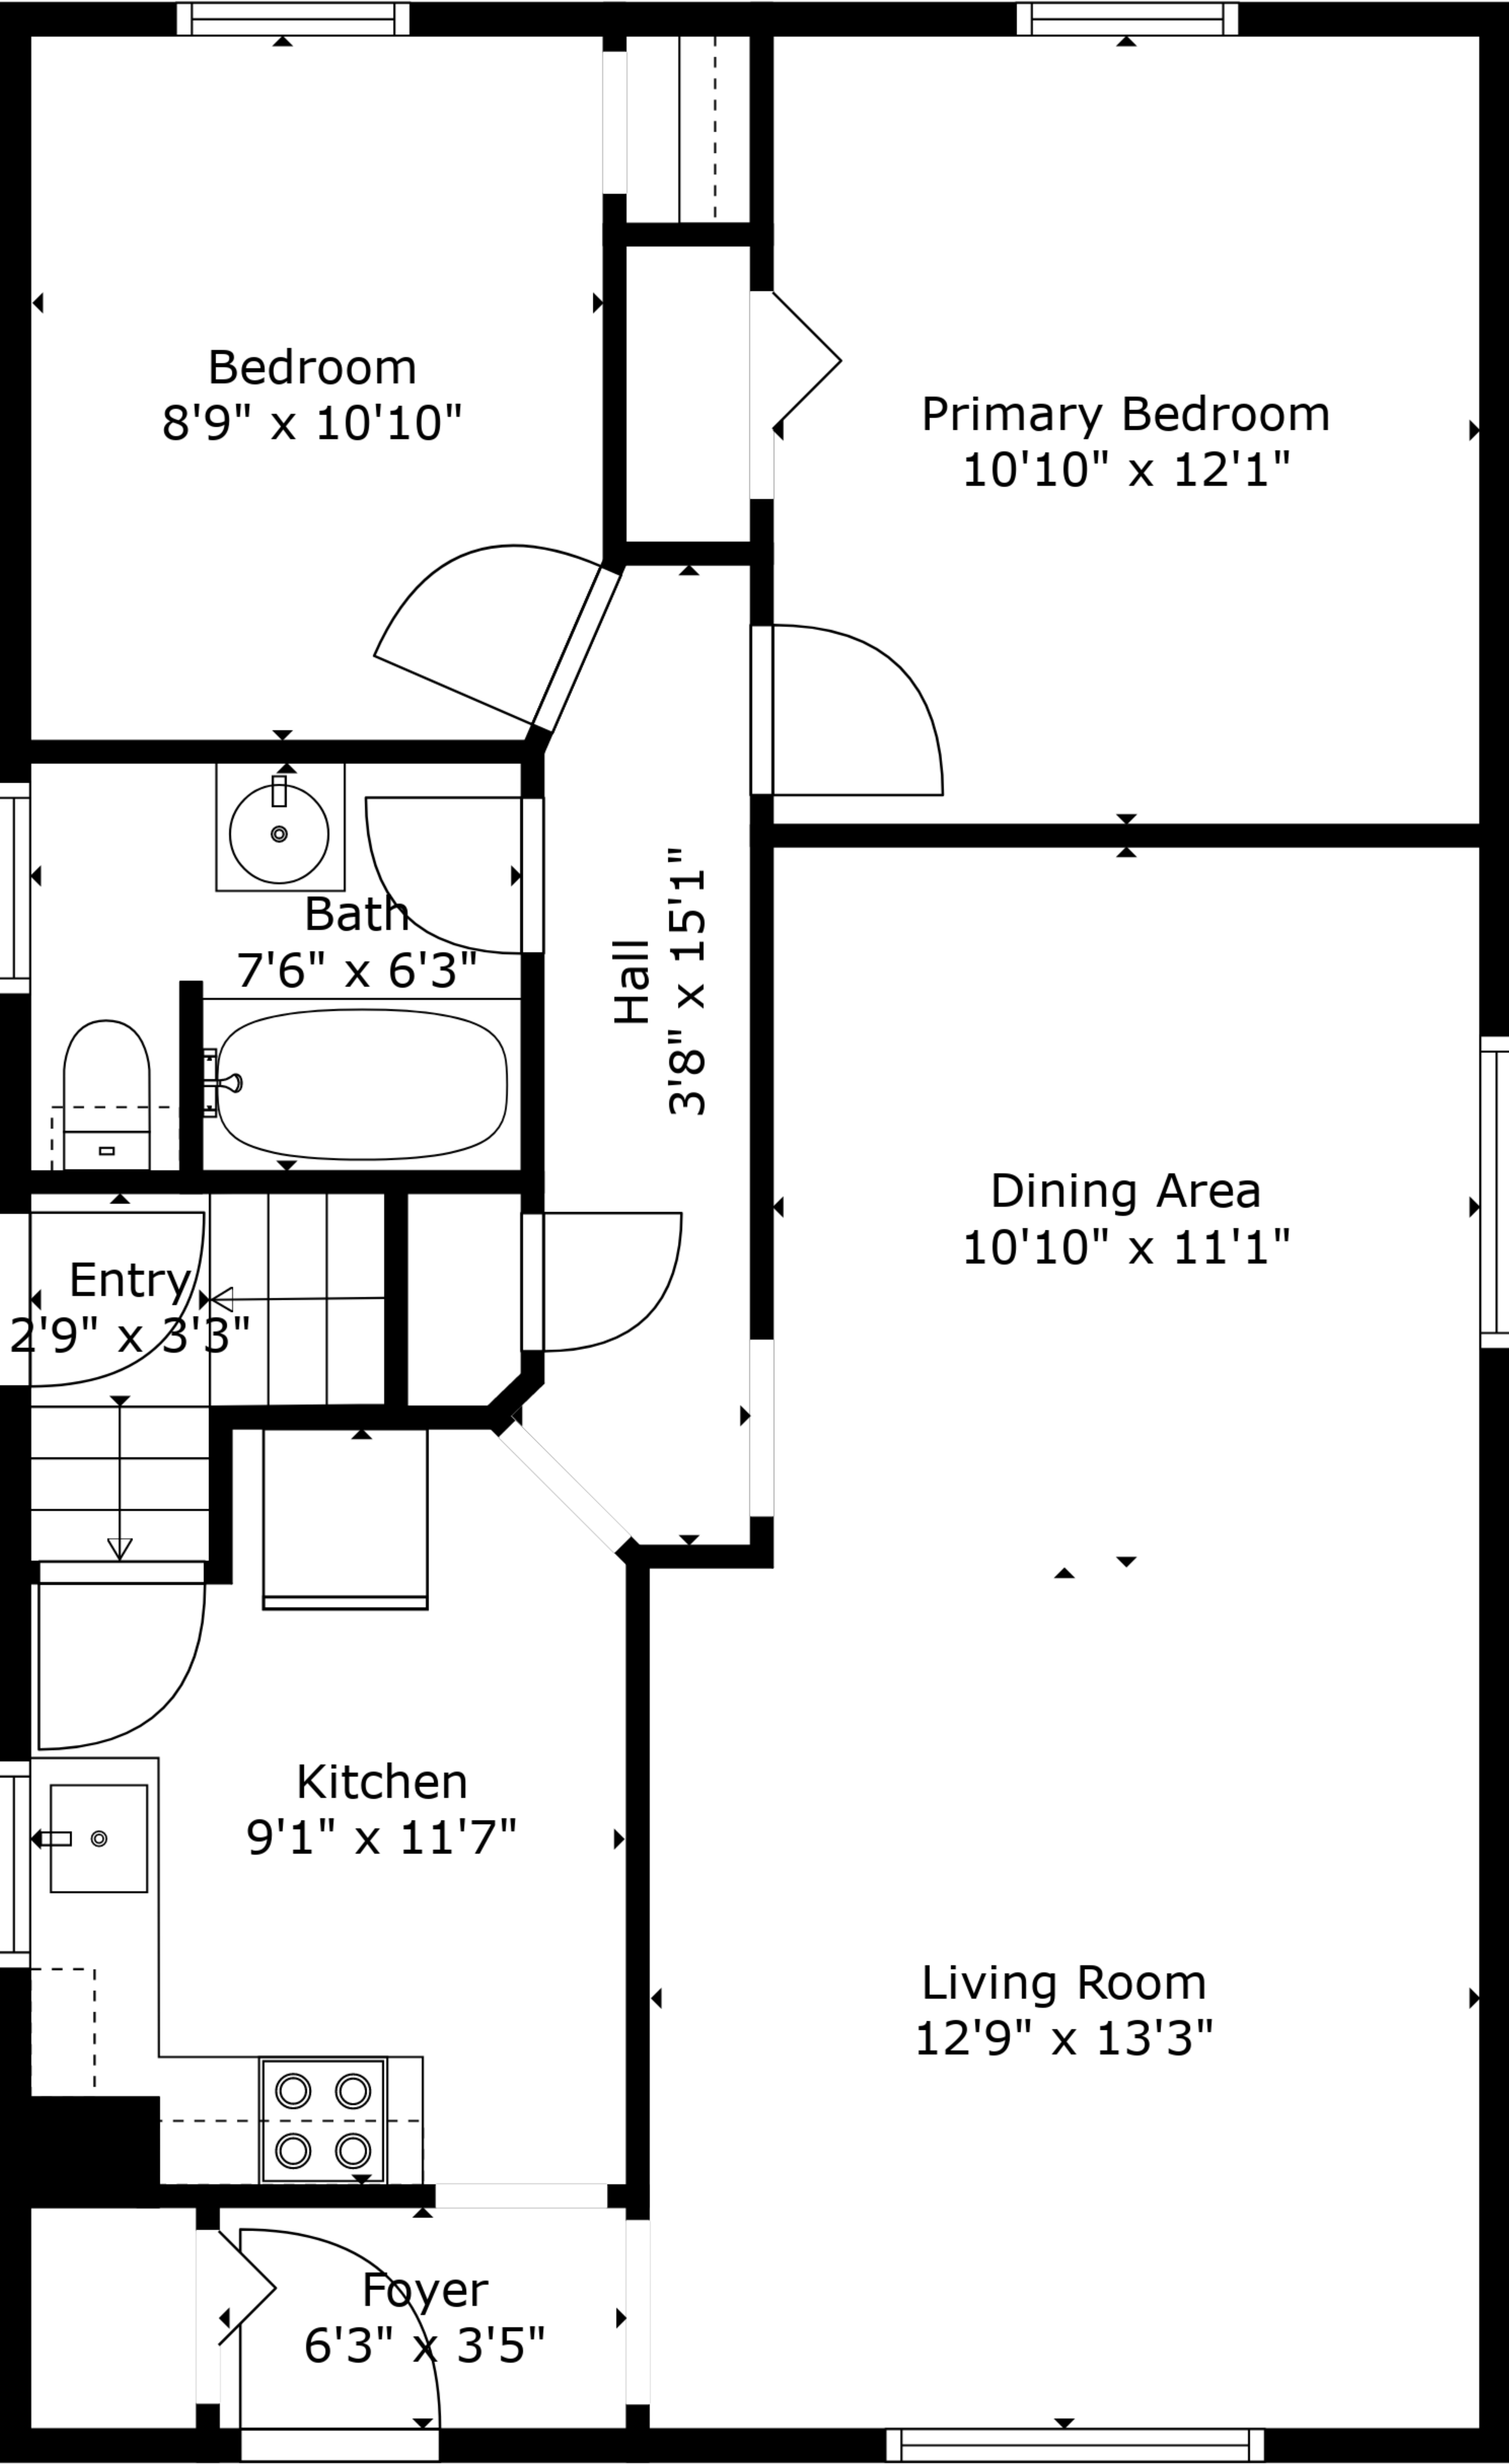 Bedroom
8'9" x 10'10"
Primary Bedroom
10'10" x 12'1"
Bath
7'6" x 6'3"
Hall
3'8" x 15'1"
Dining Area
10'10" x 11'1"
Entry
2'9" x 3'3"
Kitchen
9'1" x 11'7"
Living Room
12'9" x 13'3"
Foyer
6'3" x 3'5"